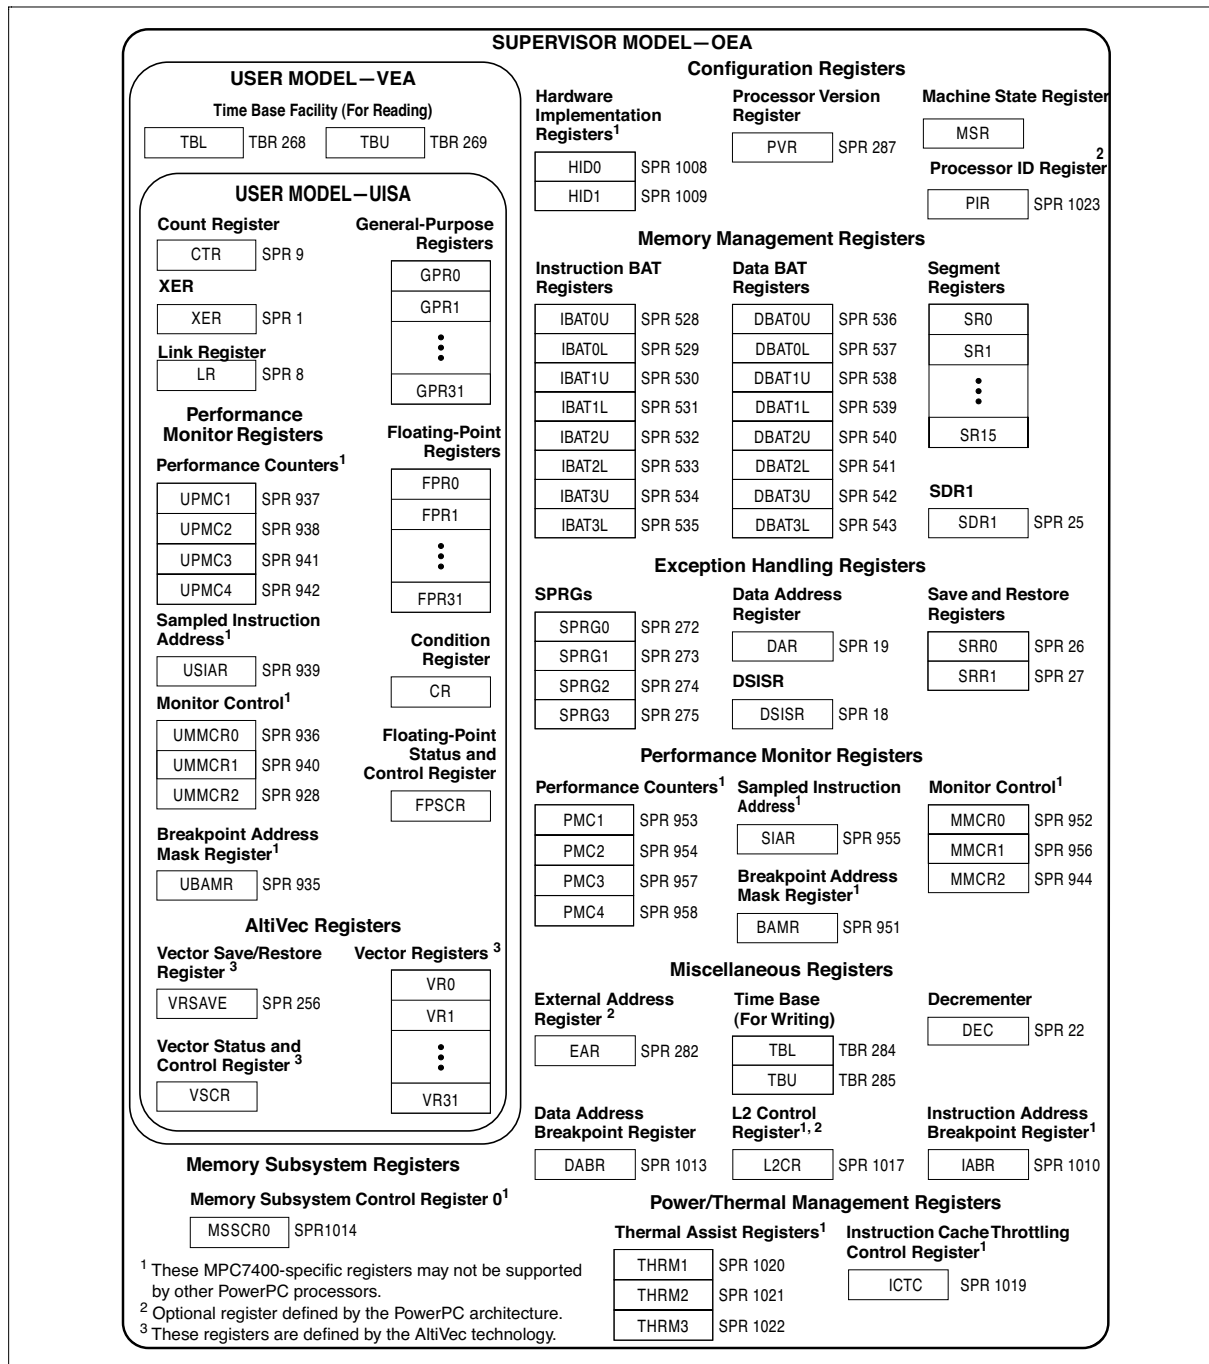 SUPERVISOR MODEL—OEA
USER MODEL—VEA
Time Base Facility (For Reading)
TBL TBR 268 TBU TBR 269
USER MODEL—UISA
Count Register
CTR SPR 9
XER
XER SPR 1
Link Register
LR SPR 8
Performance
Monitor Registers
Performance Counters1
UPMC1 SPR 937
UPMC2 SPR 938
UPMC3 SPR 941
UPMC4 SPR 942
Sampled Instruction
Address1
USIAR SPR 939
Monitor Control1
UMMCR0 SPR 936
UMMCR1 SPR 940
UMMCR2 SPR 928
Breakpoint Address
Mask Register1
UBAMR SPR 935
General-Purpose
Registers
GPR0
GPR1
GPR31
Floating-Point
Registers
FPR0
FPR1
FPR31
Condition
Register
CR
Floating-Point
Status and
Control Register
FPSCR
AltiVec Registers
Vector Save/Restore
Register 3
VRSAVE SPR 256
Vector Status and
Control Register 3
VSCR
Vector Registers 3
VR0
VR1
VR31
Memory Subsystem Registers
Memory Subsystem Control Register 01
MSSCR0 SPR1014
Configuration Registers
Hardware
Implementation
Registers1
HID0 SPR 1008
HID1 SPR 1009
Processor Version
Register
PVR SPR 287
Machine State Register
MSR
Processor ID Register2
PIR SPR 1023
Memory Management Registers
Instruction BAT
Registers
IBAT0U SPR 528
IBAT0L SPR 529
IBAT1U SPR 530
IBAT1L SPR 531
IBAT2U SPR 532
IBAT2L SPR 533
IBAT3U SPR 534
IBAT3L SPR 535
Data BAT
Registers
DBAT0U SPR 536
DBAT0L SPR 537
DBAT1U SPR 538
DBAT1L SPR 539
DBAT2U SPR 540
DBAT2L SPR 541
DBAT3U SPR 542
DBAT3L SPR 543
Segment
Registers
SR0
SR1
SR15
SDR1
SDR1 SPR 25
Exception Handling Registers
SPRGs
SPRG0 SPR 272
SPRG1 SPR 273
SPRG2 SPR 274
SPRG3 SPR 275
Data Address
Register
DAR SPR 19
DSISR
DSISR SPR 18
Save and Restore
Registers
SRR0 SPR 26
SRR1 SPR 27
Performance Monitor Registers
Performance Counters1
PMC1 SPR 953
PMC2 SPR 954
PMC3 SPR 957
PMC4 SPR 958
Sampled Instruction
Address1
SIAR SPR 955
Breakpoint Address
Mask Register1
BAMR SPR 951
Monitor Control1
MMCR0 SPR 952
MMCR1 SPR 956
MMCR2 SPR 944
Miscellaneous Registers
External Address
Register 2
EAR SPR 282
Time Base
(For Writing)
TBL TBR 284
TBU TBR 285
Decrementer
DEC SPR 22
Data Address
Breakpoint Register
DABR SPR 1013
L2 Control
Register1, 2
L2CR SPR 1017
Instruction Address
Breakpoint Register1
IABR SPR 1010
Power/Thermal Management Registers
Thermal Assist Registers1
THRM1 SPR 1020
THRM2 SPR 1021
THRM3 SPR 1022
Instruction Cache Throttling
Control Register1
ICTC SPR 1019
1 These MPC7400-specific registers may not be supported
by other PowerPC processors.
2 Optional register defined by the PowerPC architecture.
3 These registers are defined by the AltiVec technology.